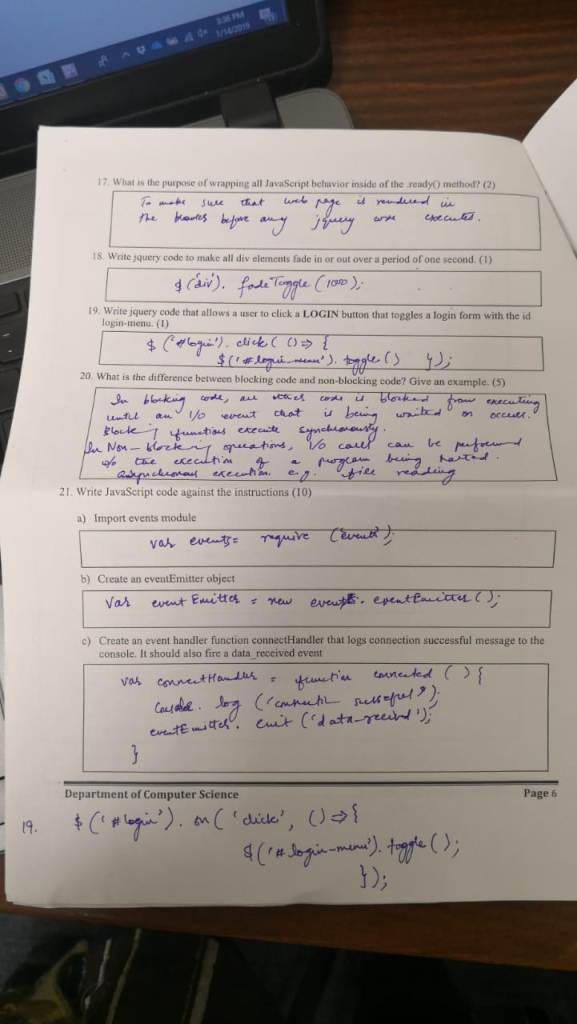 3:36 PM
1/14/2019
17. What is the purpose of wrapping all JavaScript behavior inside of the .ready() method? (2)
To make sure that web page is rendered in
the before any jquery executed.
18. Write jquery code to make all div elements fade in or out over a period of one second. (1)
$('div'). fadeToggle (1000);
19. Write jquery code that allows a user to click a LOGIN button that toggles a login form with the id
login-menu. (1)
$('#login'). click( () => {
$('#login_menu'). toggle() });
20. What is the difference between blocking code and non-blocking code? Give an example. (5)
In blocking code, all other code is blocked from executing
until an I/O event that is being waited on occurs.
Blocking functions execute synchronously.
In Non-blocking operations, I/O calls can be performed
w/o the execution of a program being halted.
Asynchronous execution. e.g. file reading
21. Write JavaScript code against the instructions (10)
a) Import events module
var events= require ('events');
b) Create an eventEmitter object
Var eventEmitter = new events. eventEmitter();
c) Create an event handler function connectHandler that logs connection successful message to the
console. It should also fire a data_received event
var connectHandler = function connected () {
console. log ('connection');
eventEmitter. emit ('data-received');
}
Department of Computer Science
Page 6
19. $('#login'). on('click', () => {
$('#login-menu'). toggle();
});